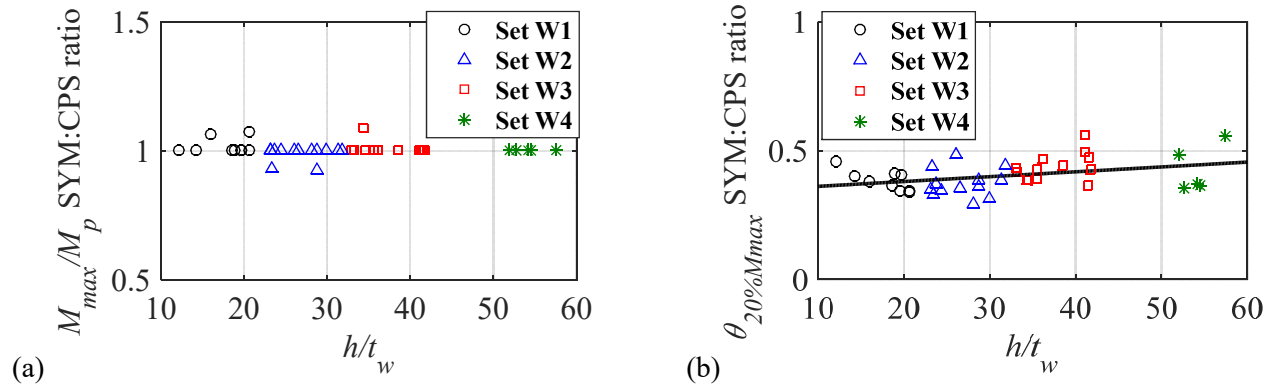 M_max/M_p SYM:CPS ratio
1.5
1
0.5
10 20 30 40 50 60
h/t_w
Set W1
Set W2
Set W3
Set W4
(a)
θ_20%Mmax SYM:CPS ratio
1
0.5
0
10 20 30 40 50 60
h/t_w
Set W1
Set W2
Set W3
Set W4
(b)